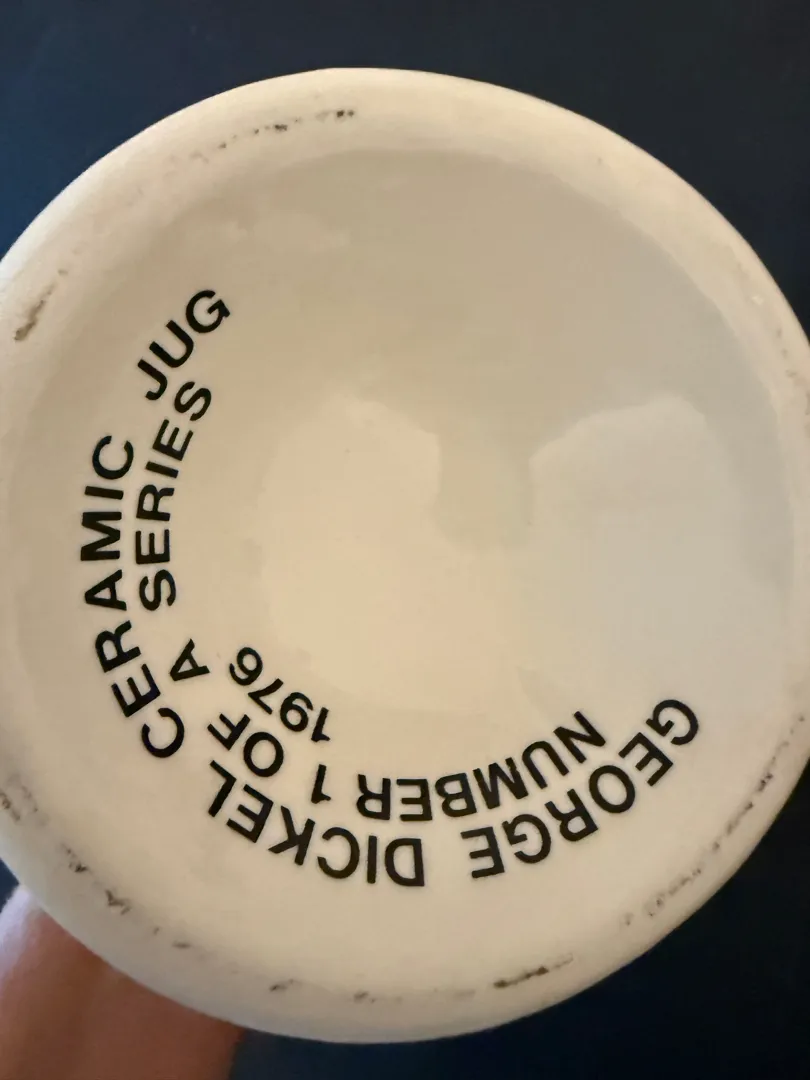 GEORGE DICKEL CERAMIC JUG
NUMBER 1 OF A SERIES
1976